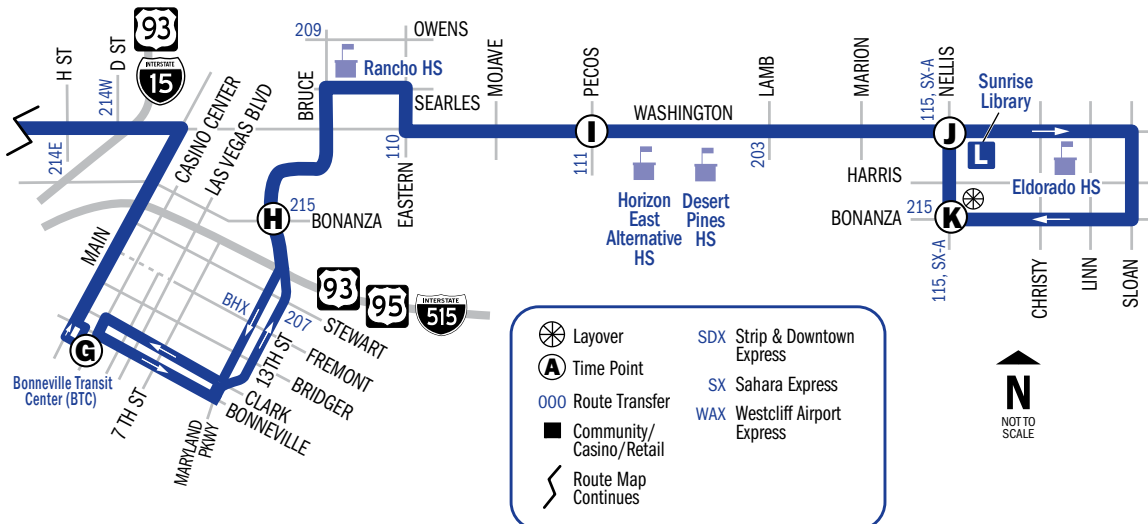 93
INTERSTATE
15
H ST
D ST
214W
214E
CASINO CENTER
LAS VEGAS BLVD
MAIN
209
OWENS
BRUCE
Rancho HS
SEARLES
MOJAVE
110
EASTERN
PECOS
I
111
WASHINGTON
Horizon
East
Alternative
HS
Desert
Pines
HS
LAMB
203
MARION
115, SX-A
NELLIS
Sunrise
Library
J
L
HARRIS
Eldorado HS
BONANZA
215
K
115, SX-A
CHRISTY
LINN
SLOAN
H
215
BONANZA
93
95
INTERSTATE
515
BHX
207
STEWART
13TH ST
FREMONT
BRIDGER
CLARK
BONNEVILLE
G
Bonneville Transit
Center (BTC)
7 TH ST
MARYLAND
PKWY
Layover
A Time Point
000 Route Transfer
Community/
Casino/Retail
Route Map
Continues
SDX Strip & Downtown
Express
SX Sahara Express
WAX Westcliff Airport
Express
N
NOT TO
SCALE